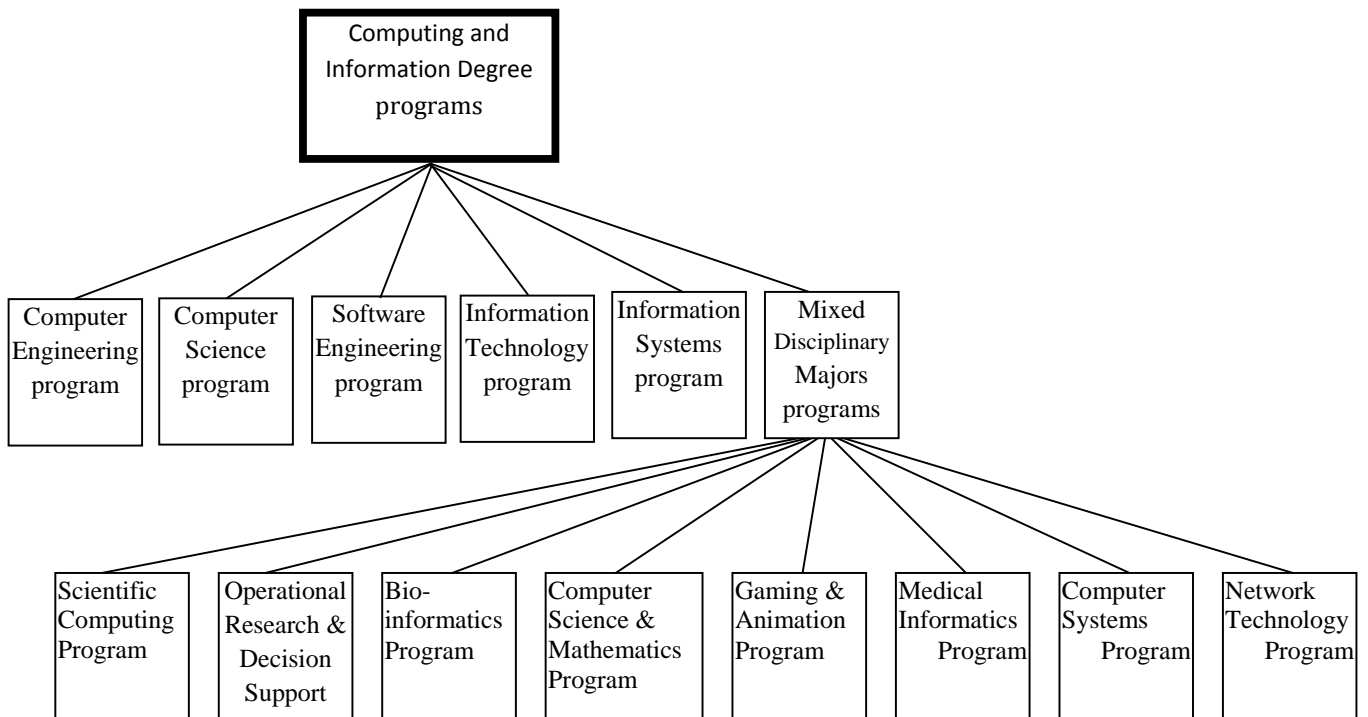 Computing and
Information Degree
programs
Computer
Engineering
program
Computer
Science
program
Software
Engineering
program
Information
Technology
program
Information
Systems
program
Mixed
Disciplinary
Majors
programs
Scientific
Computing
Program
Operational
Research &
Decision
Support
Bio-
informatics
Program
Computer
Science &
Mathematics
Program
Gaming &
Animation
Program
Medical
Informatics
Program
Computer
Systems
Program
Network
Technology
Program